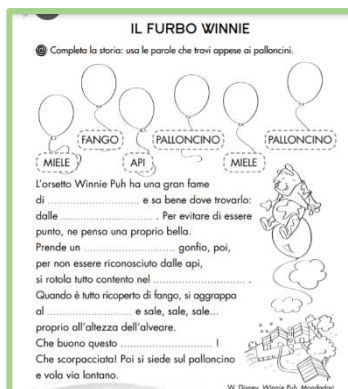 IL FURBO WINNIE
Completa la storia: usa le parole che trovi appese ai palloncini.
MIELE
FANGO
API
PALLONCINO
MIELE
PALLONCINO
L'orsetto Winnie Puh ha una gran fame
di ........................... e sa bene dove trovarlo:
dalle ........................... . Per evitare di essere
punto, ne pensa una proprio bella.
Prende un ........................... gonfio, poi,
per non essere riconosciuto dalle api,
si rotola tutto contento nel ........................... .
Quando è tutto ricoperto di fango, si aggrappa
al ........................... e sale, sale, sale...
proprio all'altezza dell'alveare.
Che buono questo ........................... !
Che scorpacciata! Poi si siede sul palloncino
e vola via lontano.
W. Disney, Winnie Puh, Mondadori